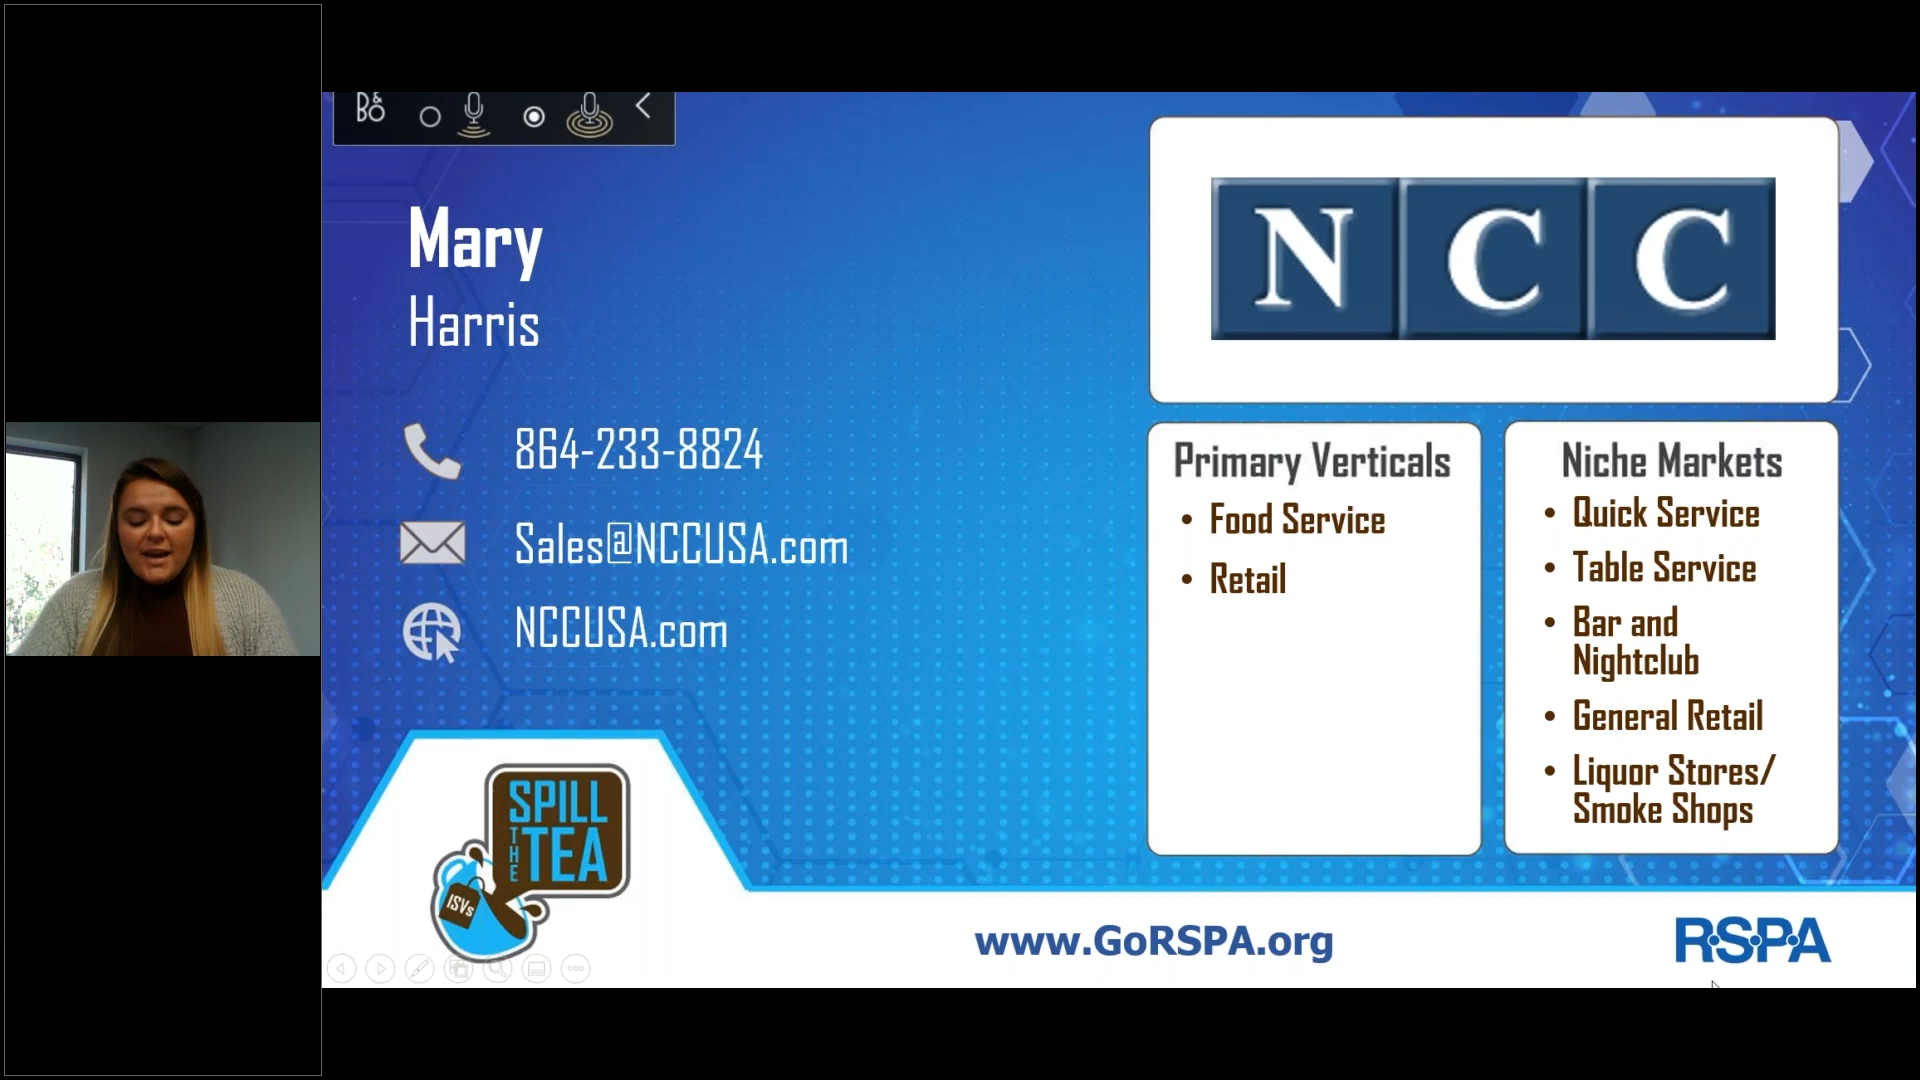 B&O
Mary
Harris
864-233-8824
Sales@NCCUSA.com
NCCUSA.com
NCC
Primary Verticals
• Food Service
• Retail
Niche Markets
• Quick Service
• Table Service
• Bar and
Nightclub
• General Retail
• Liquor Stores/
Smoke Shops
SPILL
THE
TEA
ISVs
www.GoRSPA.org
RSPA